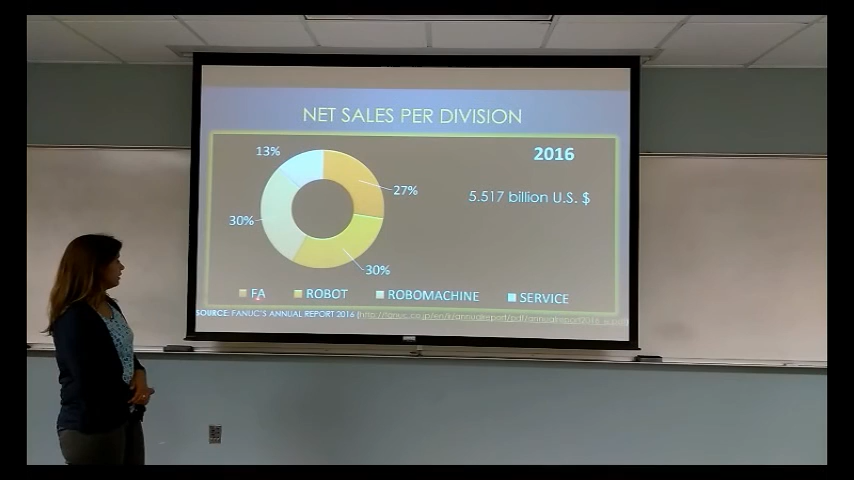 NET SALES PER DIVISION
2016
5.517 billion U.S. $
13%
27%
30%
30%
FA
ROBOT
ROBOMACHINE
SERVICE
SOURCE: FANUC'S ANNUAL REPORT 2016 (